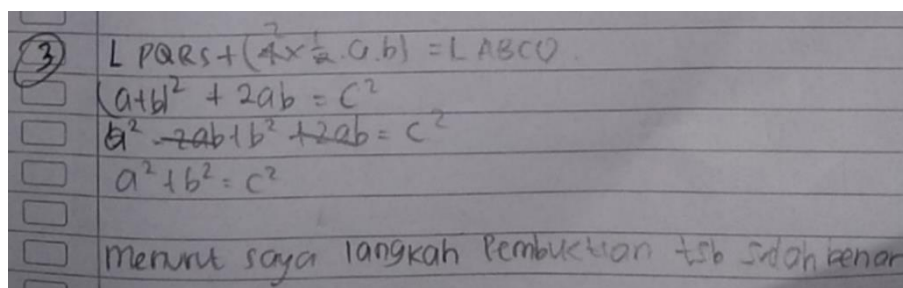 3 L PQRS + (4 2 × 1/2 . a . b) = L ABCD
(a+b)² + 2ab = c²
a² - 2ab + b² + 2ab = c²
a² + b² = c²
menurut saya langkah Pembuktian tsb sudah benar